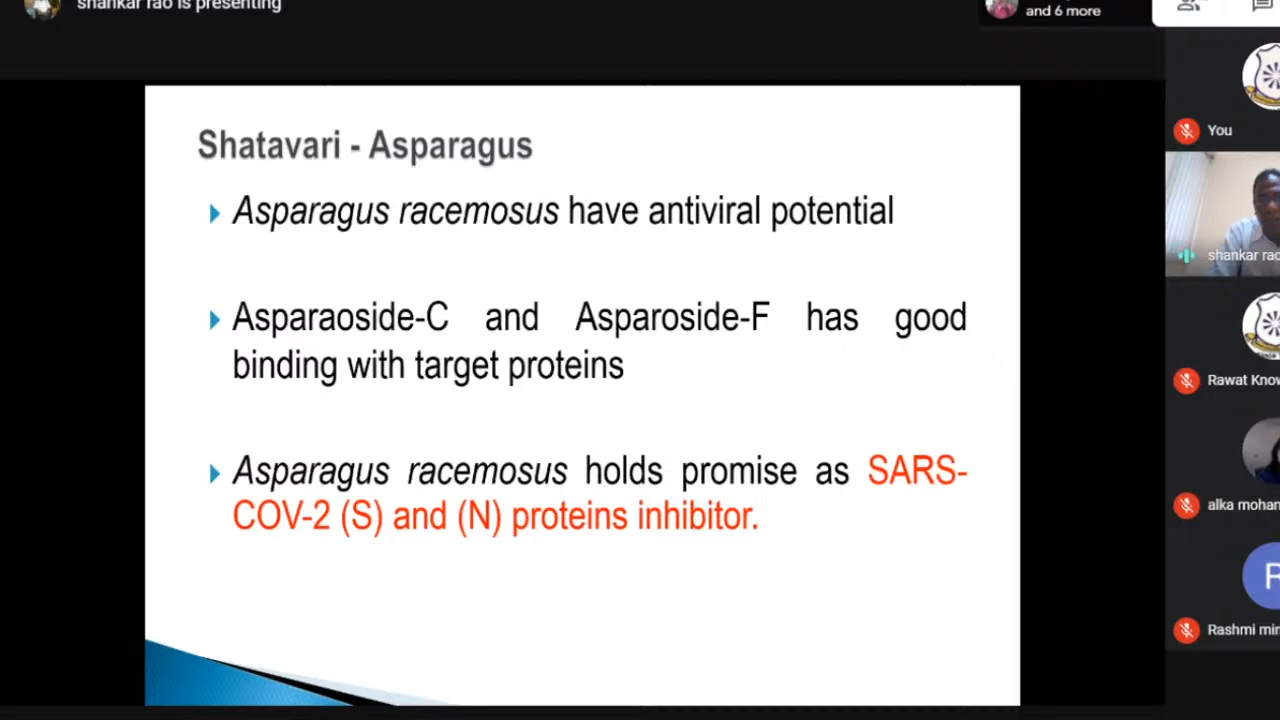 shankar rao is presenting
and 6 more
Shatavari - Asparagus
Asparagus racemosus have antiviral potential
Asparaoside-C and Asparoside-F has good
binding with target proteins
Asparagus racemosus holds promise as SARS-
COV-2 (S) and (N) proteins inhibitor.
You
shankar rao
Rawat Know
alka mohan
R
Rashmi